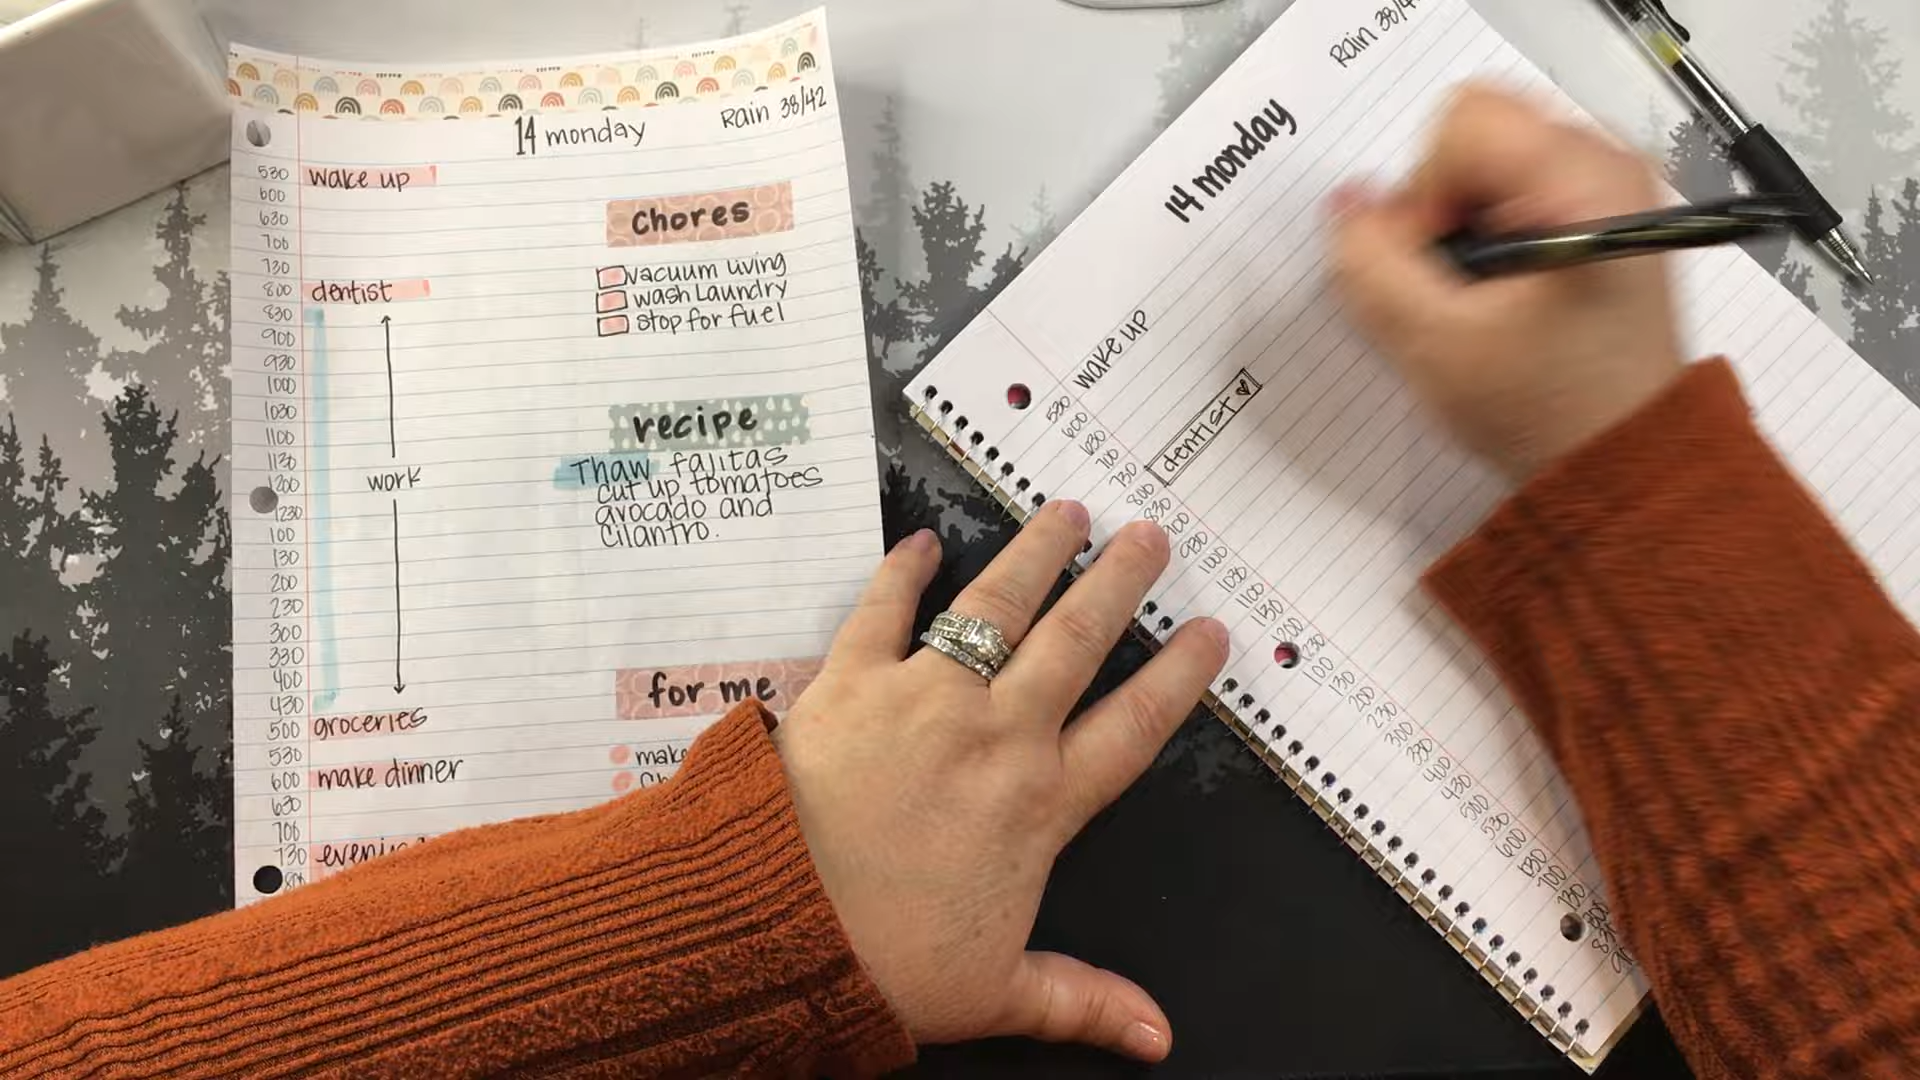 14 monday
Rain 38/42
530 wake up
600
630
700
730
800 dentist
830
900
930
1000
1030
1100
1130
1200 work
1230
100
130
200
230
300
330
400
430
500 groceries
530
600 make dinner
630
700
730
chores
vacuum living
wash Laundry
stop for fuel
recipe
Thaw fajitas
cut up tomatoes
avocado and
cilantro.
for me
make
14 monday
Rain
530 wake up
600
630
700
730
800 dentist
830
900
930
1000
1030
1100
1130
1200
1230
100
130
200
230
300
330
400
430
500
530
600
700
730
800